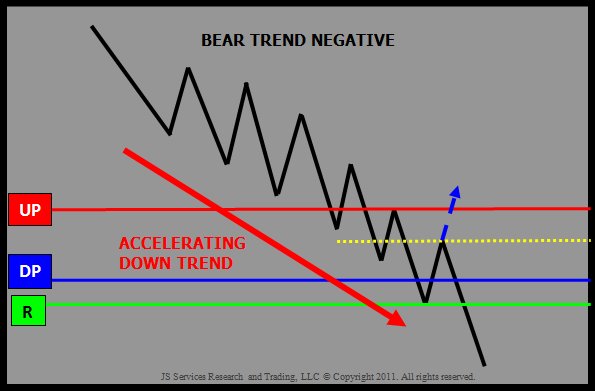 BEAR TREND NEGATIVE
UP
ACCELERATING
DOWN TREND
DP
R
JS Services Research and Trading, LLC © Copyright 2011. All rights reserved.